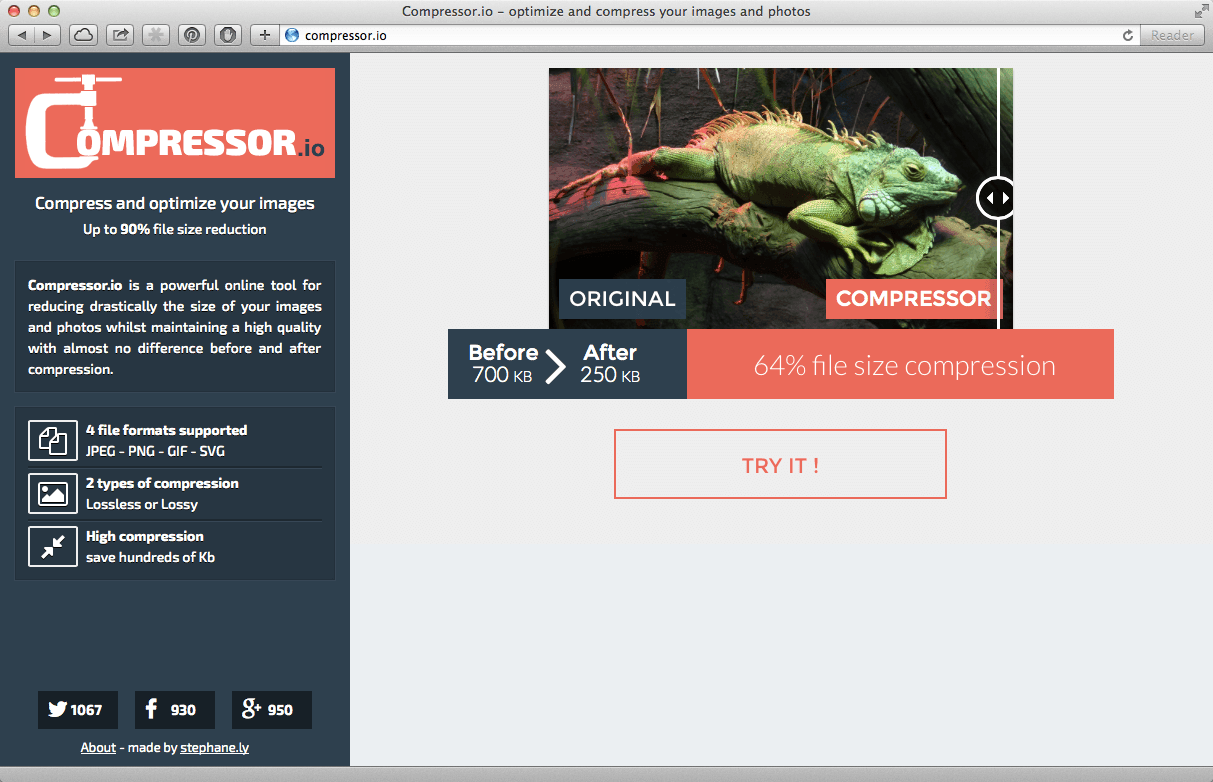 Compressor.io – optimize and compress your images and photos
compressor.io
Reader
COMPRESSOR.io
Compress and optimize your images
Up to 90% file size reduction
Compressor.io is a powerful online tool for
reducing drastically the size of your images
and photos whilst maintaining a high quality
with almost no difference before and after
compression.
4 file formats supported
JPEG - PNG - GIF - SVG
2 types of compression
Lossless or Lossy
High compression
save hundreds of Kb
1067
930
950
About - made by stephane.ly
ORIGINAL
COMPRESSOR
Before
700 KB
After
250 KB
64% file size compression
TRY IT !